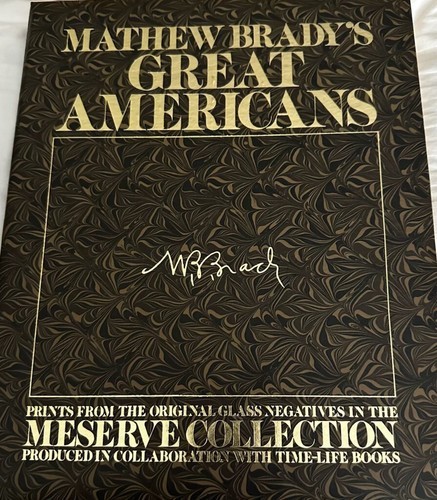 MATHEW BRADY'S
GREAT
AMERICANS
M.B. Brady
PRINTS FROM THE ORIGINAL GLASS NEGATIVES IN THE
MESERVE COLLECTION
PRODUCED IN COLLABORATION WITH TIME-LIFE BOOKS